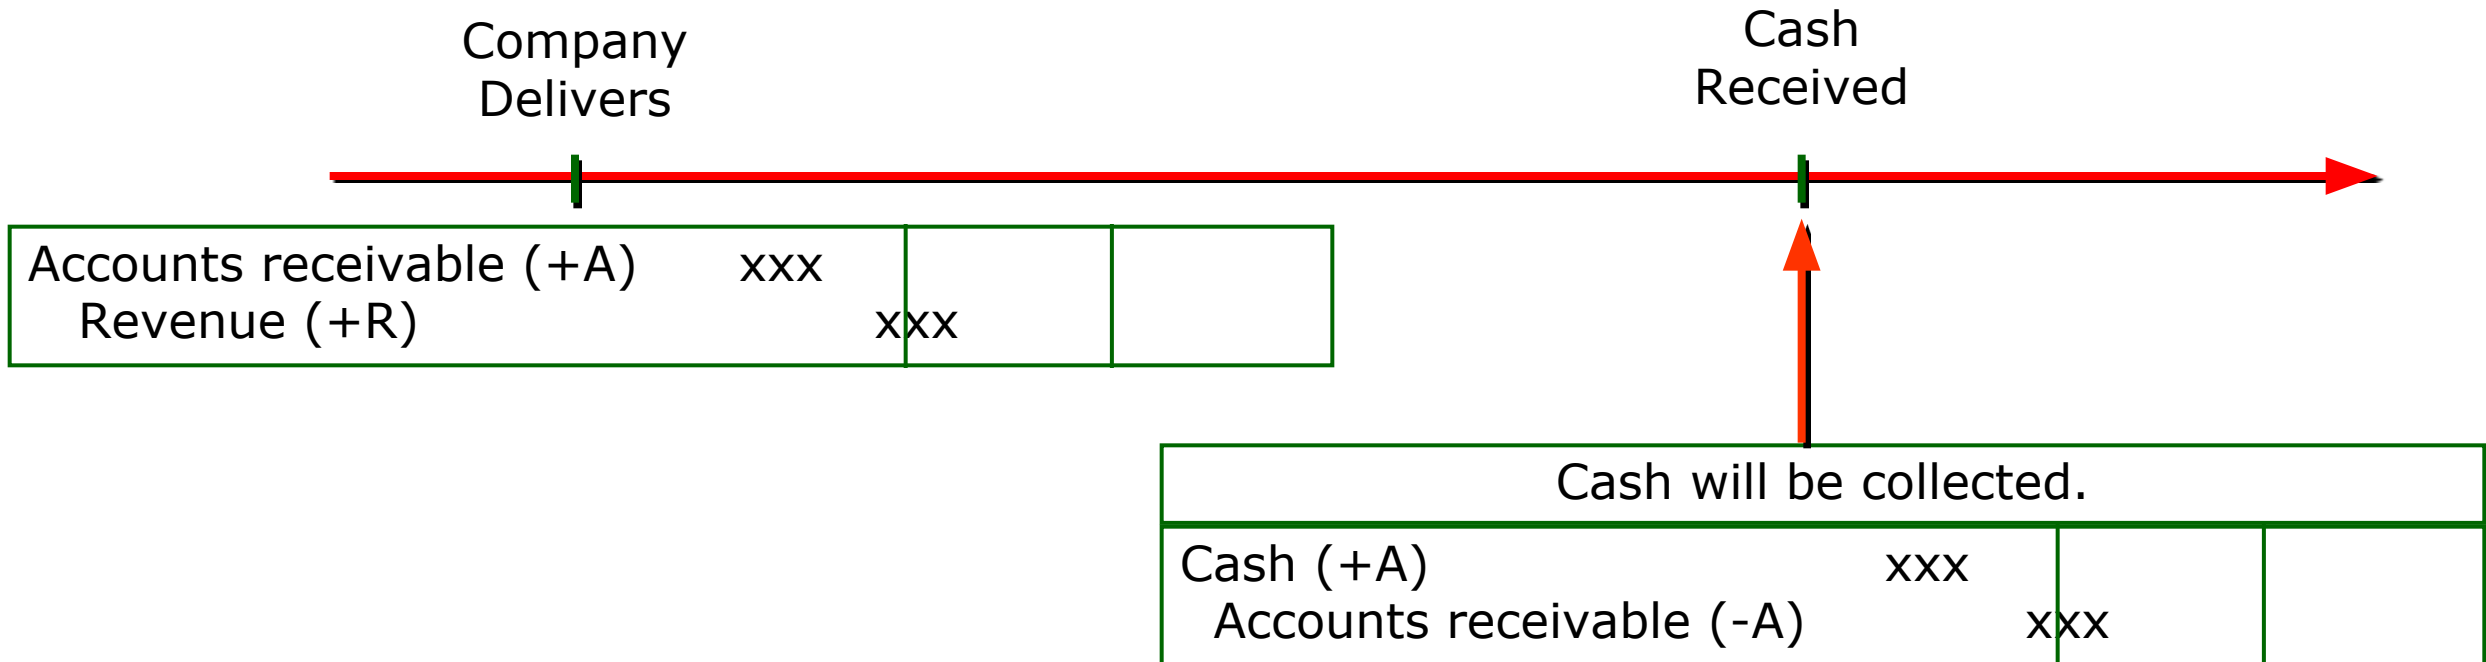 Company
Delivers
Cash
Received
Accounts receivable (+A) xxx
Revenue (+R) xxx
Cash will be collected.
Cash (+A) xxx
Accounts receivable (-A) xxx